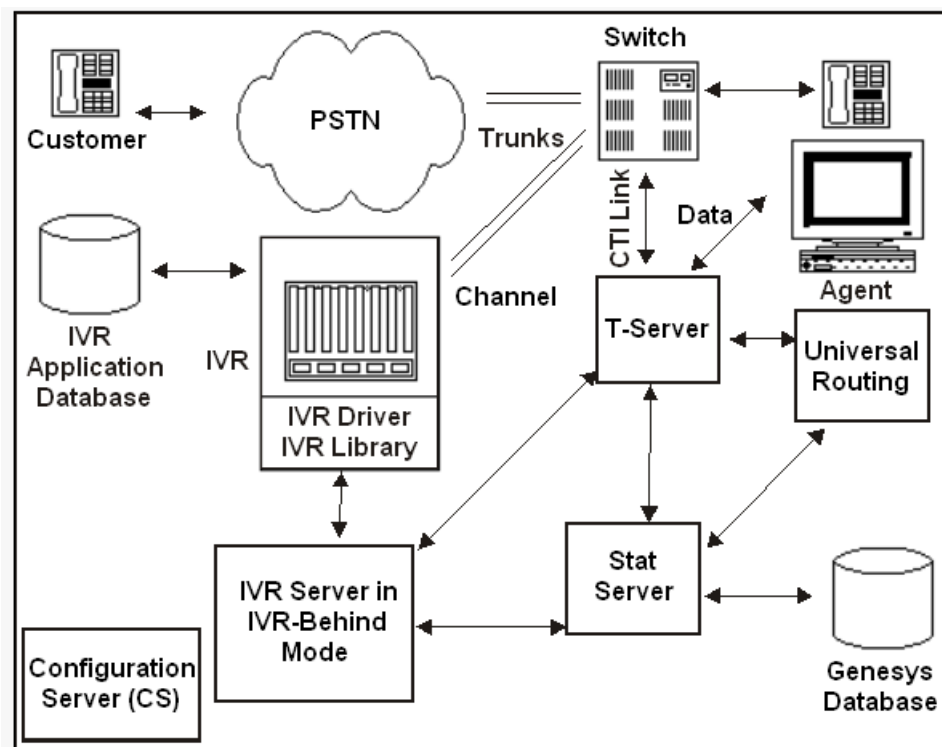 Switch
Customer
PSTN
Trunks
CTI Link
Data
Channel
Agent
IVR
Application
Database
IVR
IVR Driver
IVR Library
T-Server
Universal
Routing
IVR Server in
IVR-Behind
Mode
Stat
Server
Configuration
Server (CS)
Genesys
Database